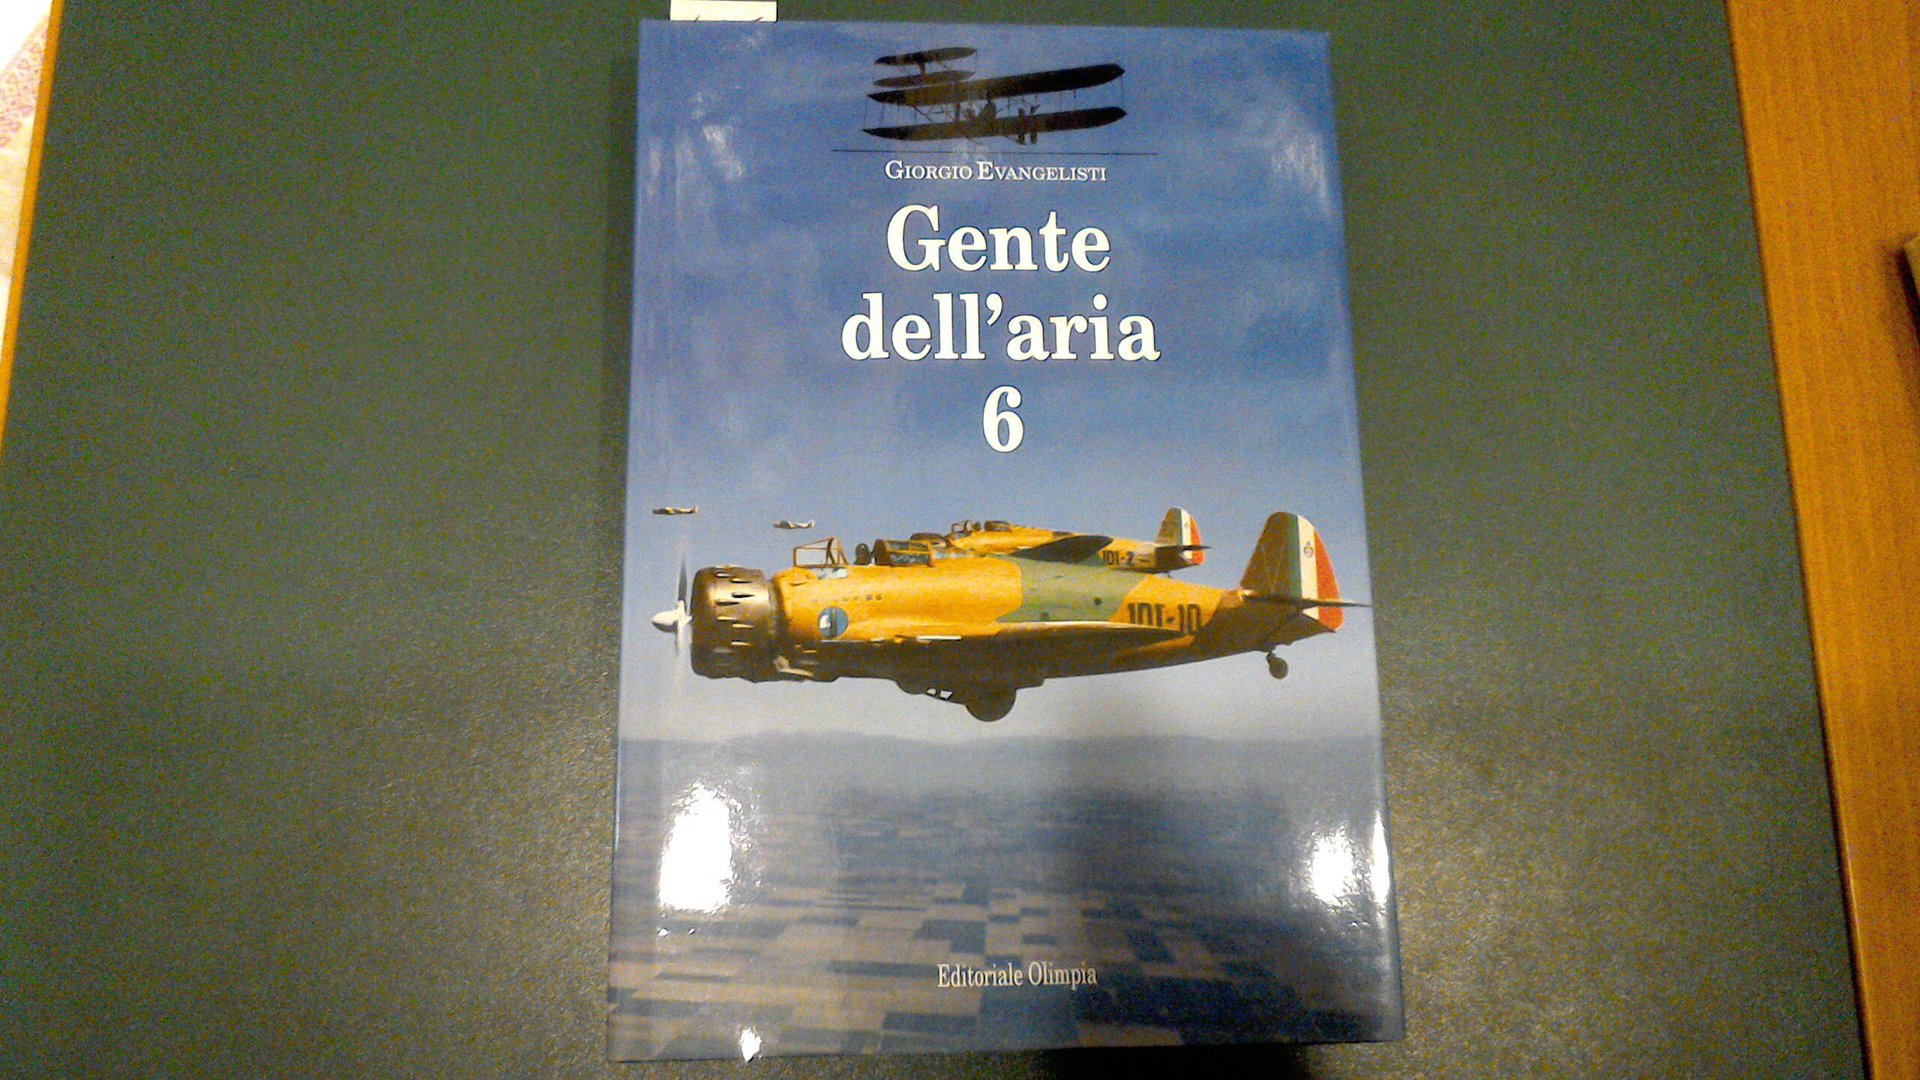 GIORGIO EVANGELISTI
Gente
dell'aria
6
101-2
101-10
Editoriale Olimpia